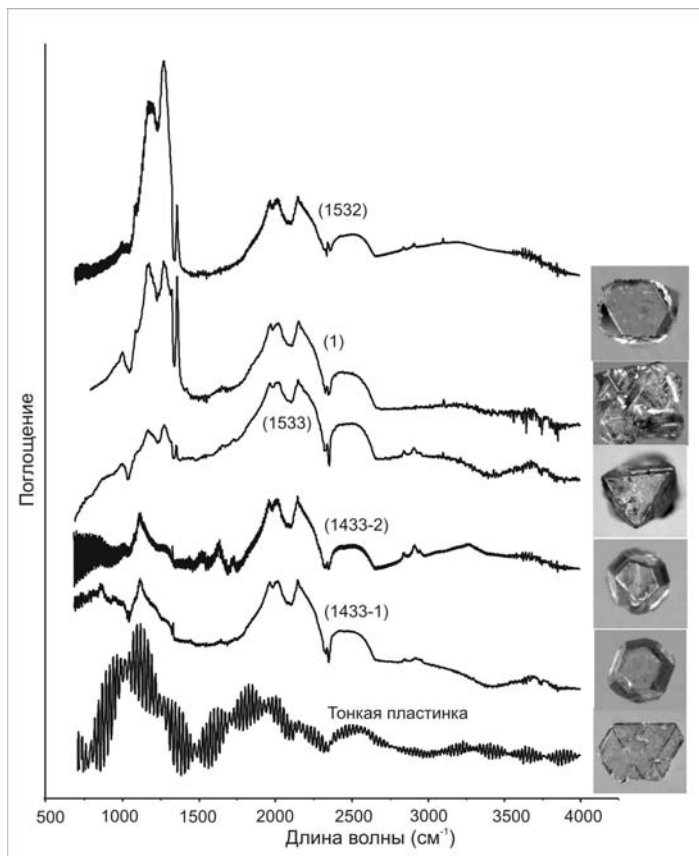 Поглощение
(1532)
(1)
(1533)
(1433-2)
(1433-1)
Тонкая пластинка
500 1000 1500 2000 2500 3000 3500 4000
Длина волны (см⁻¹)